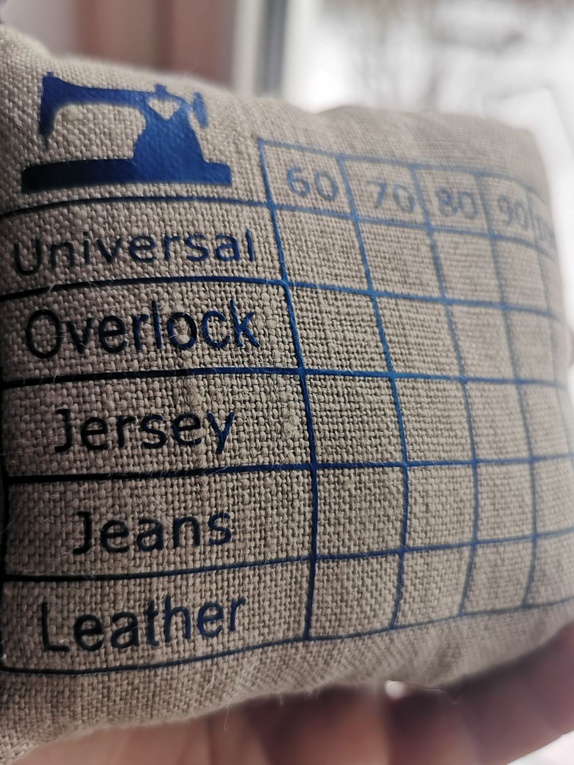 60 70 80 90
Universal
Overlock
Jersey
Jeans
Leather